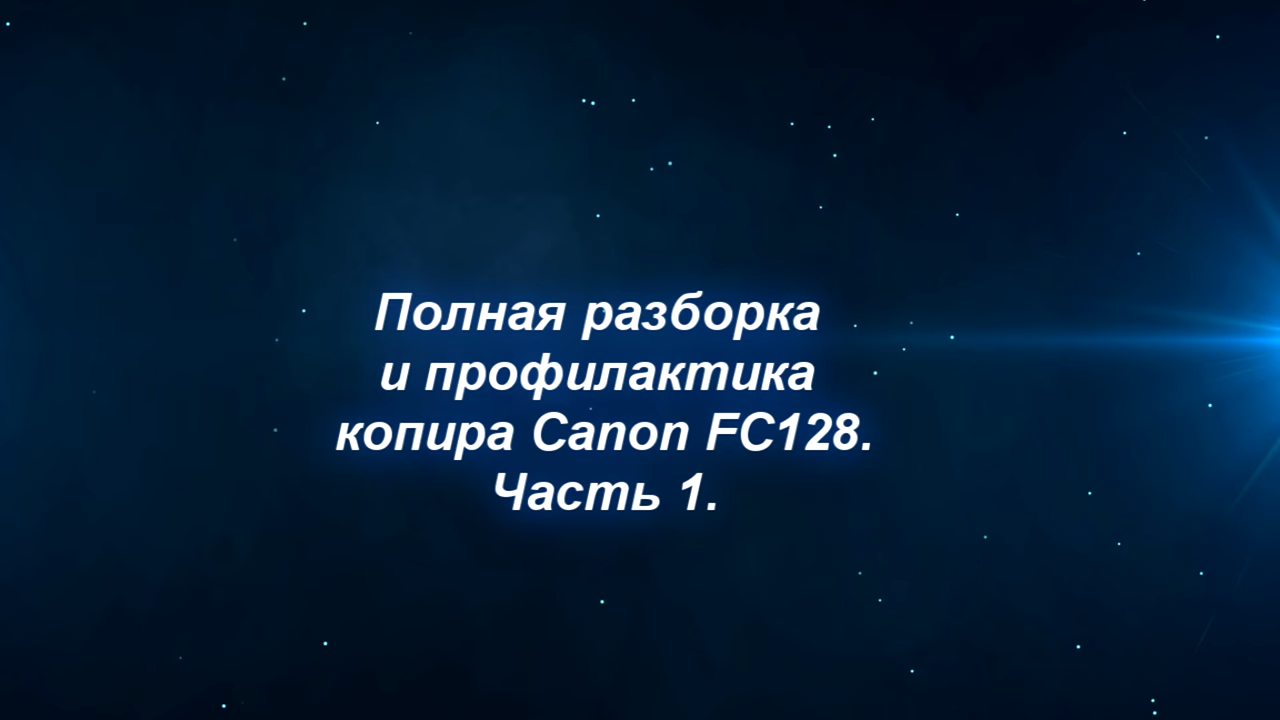 Полная разборка
и профилактика
копира Canon FC128.
Часть 1.